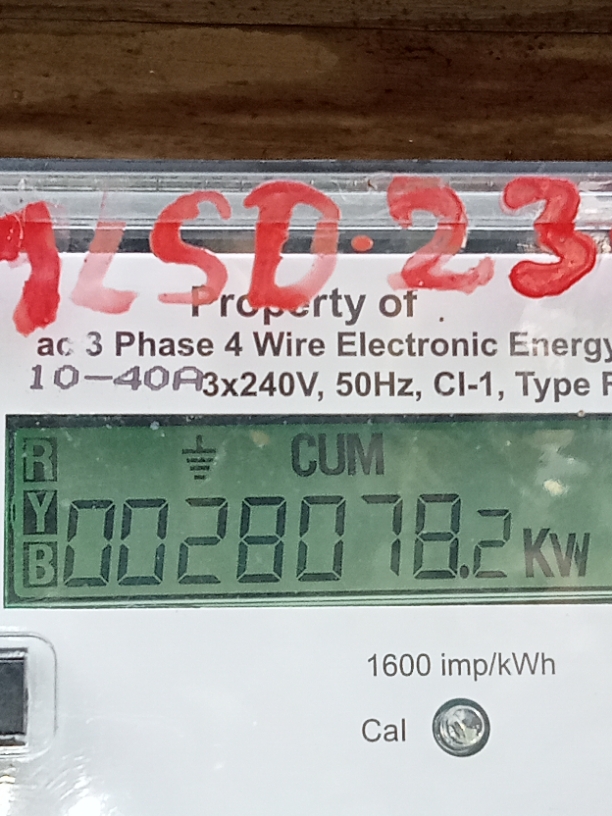 MLSD.23
Property of .
ac 3 Phase 4 Wire Electronic Energy
10-40A 3x240V, 50Hz, Cl-1, Type
R
CUM
Y
B
0028078.2 KW
1600 imp/kWh
Cal